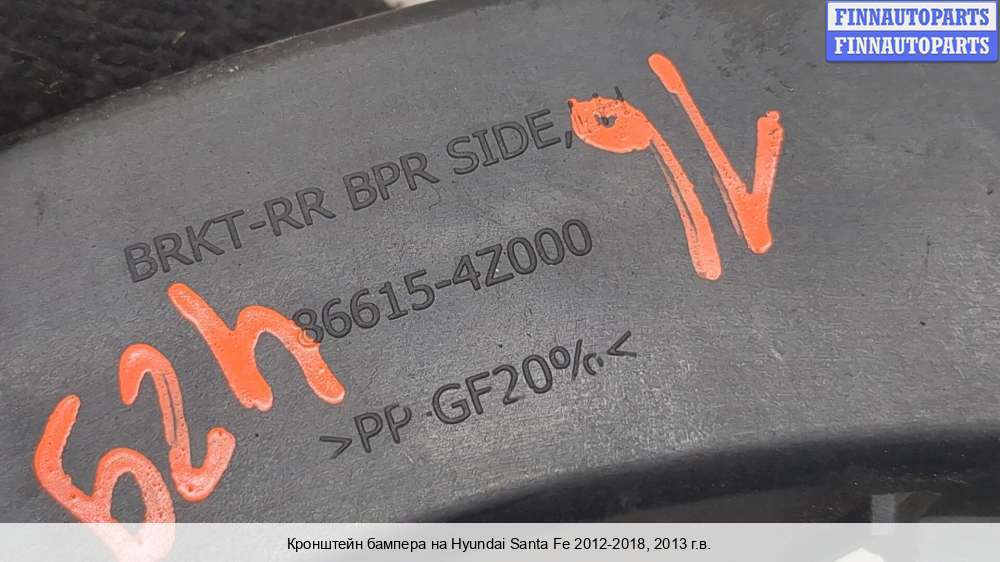 FINNAUTOPARTS
FINNAUTOPARTS
BRKT-RR BPR SIDE,
86615-4Z000
>PP-GF20%<
Кронштейн бампера на Hyundai Santa Fe 2012-2018, 2013 г.в.